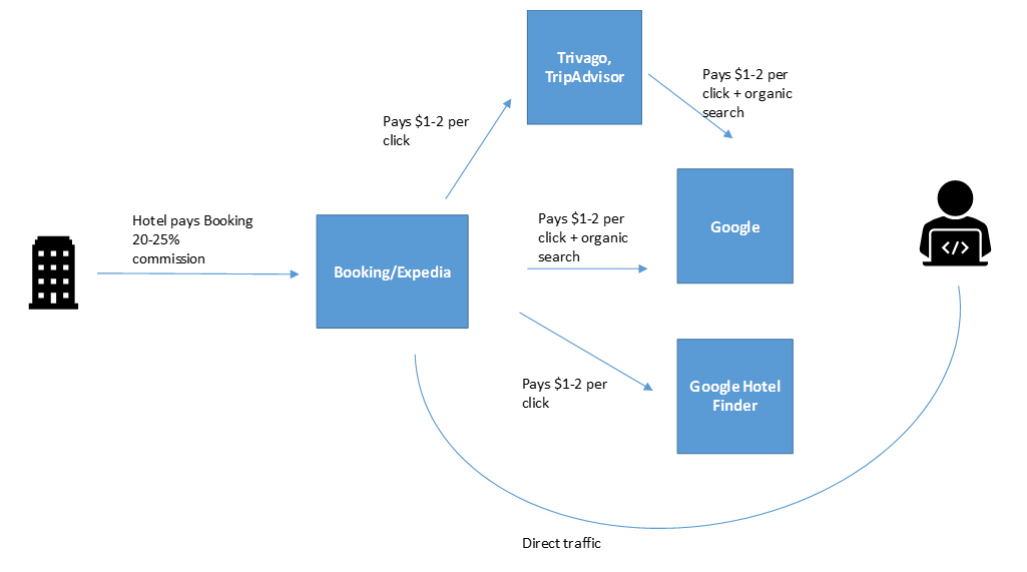 Trivago,
TripAdvisor
Pays $1-2 per
click + organic
search
Pays $1-2 per
click
Hotel pays Booking
20-25%
commission
Booking/Expedia
Pays $1-2 per
click + organic
search
Google
</>
Pays $1-2 per
click
Google Hotel
Finder
Direct traffic